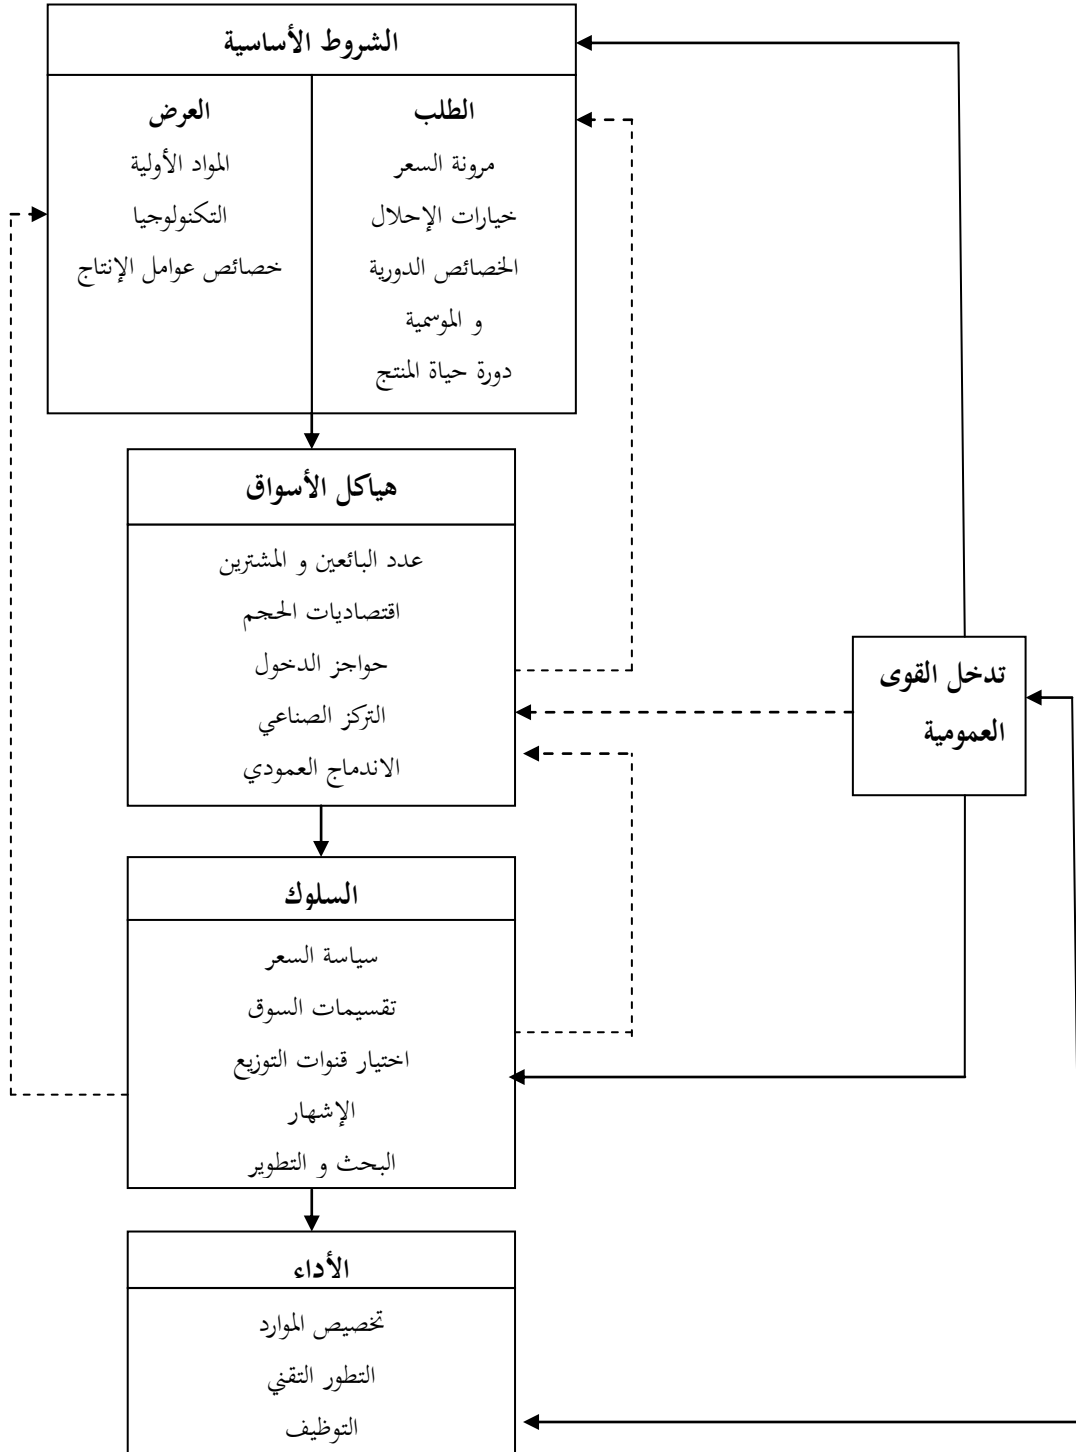 الشروط الأساسية
الطلب
مرونة السعر
خيارات الإحلال
الخصائص الدورية
و الموسمية
دورة حياة المنتج
العرض
المواد الأولية
التكنولوجيا
خصائص عوامل الإنتاج
هياكل الأسواق
عدد البائعين و المشترين
اقتصاديات الحجم
حواجز الدخول
التركز الصناعي
الاندماج العمودي
تدخل القوى
العمومية
السلوك
سياسة السعر
تقسيمات السوق
اختيار قنوات التوزيع
الإشهار
البحث و التطوير
الأداء
تخصيص الموارد
التطور التقني
التوظيف